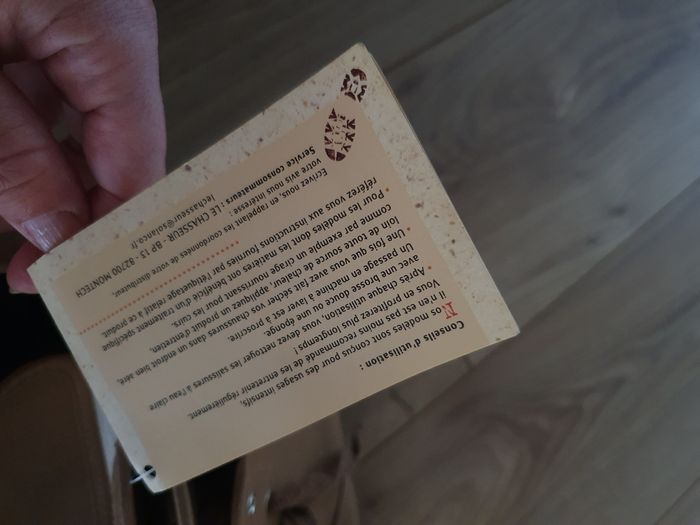 Conseils d'utilisation :
Nos modèles sont conçus pour des usages intensifs,
il n'en est pas moins recommandé de les entretenir régulièrement.
Vous en profiterez plus longtemps !
• Après chaque utilisation, vous devez nettoyer les salissures à l'eau claire
avec une brosse douce ou une éponge.
Un passage en machine à laver est à proscrire.
• Une fois que vous avez fait sécher vos chaussures dans un endroit bien aéré,
loin de toute source de chaleur, appliquez un produit d'entretien,
comme par exemple un cirage nourrissant pour les cuirs.
• Pour les modèles dont les matières ont bénéficié d'un traitement spécifique
référez vous aux instructions fournies par l'étiquetage relatif à ce produit.
Ecrivez nous, en rappelant les coordonnées de votre distributeur,
votre avis nous intéresse :
Service consommateurs : LE CHASSEUR - BP 13 - 82700 MONTECH
lechasseur@solanco.fr